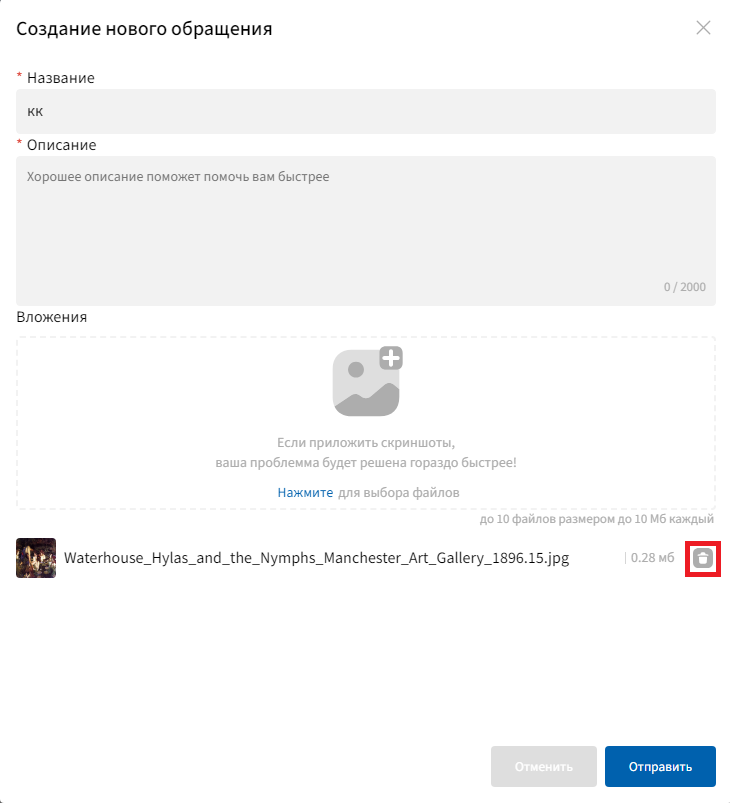 Создание нового обращения
* Название
кк
* Описание
Хорошее описание поможет помочь вам быстрее
0 / 2000
Вложения
Если приложить скриншоты,
ваша проблемма будет решена гораздо быстрее!
Нажмите для выбора файлов
до 10 файлов размером до 10 Мб каждый
Waterhouse_Hylas_and_the_Nymphs_Manchester_Art_Gallery_1896.15.jpg | 0.28 мб
Отменить Отправить